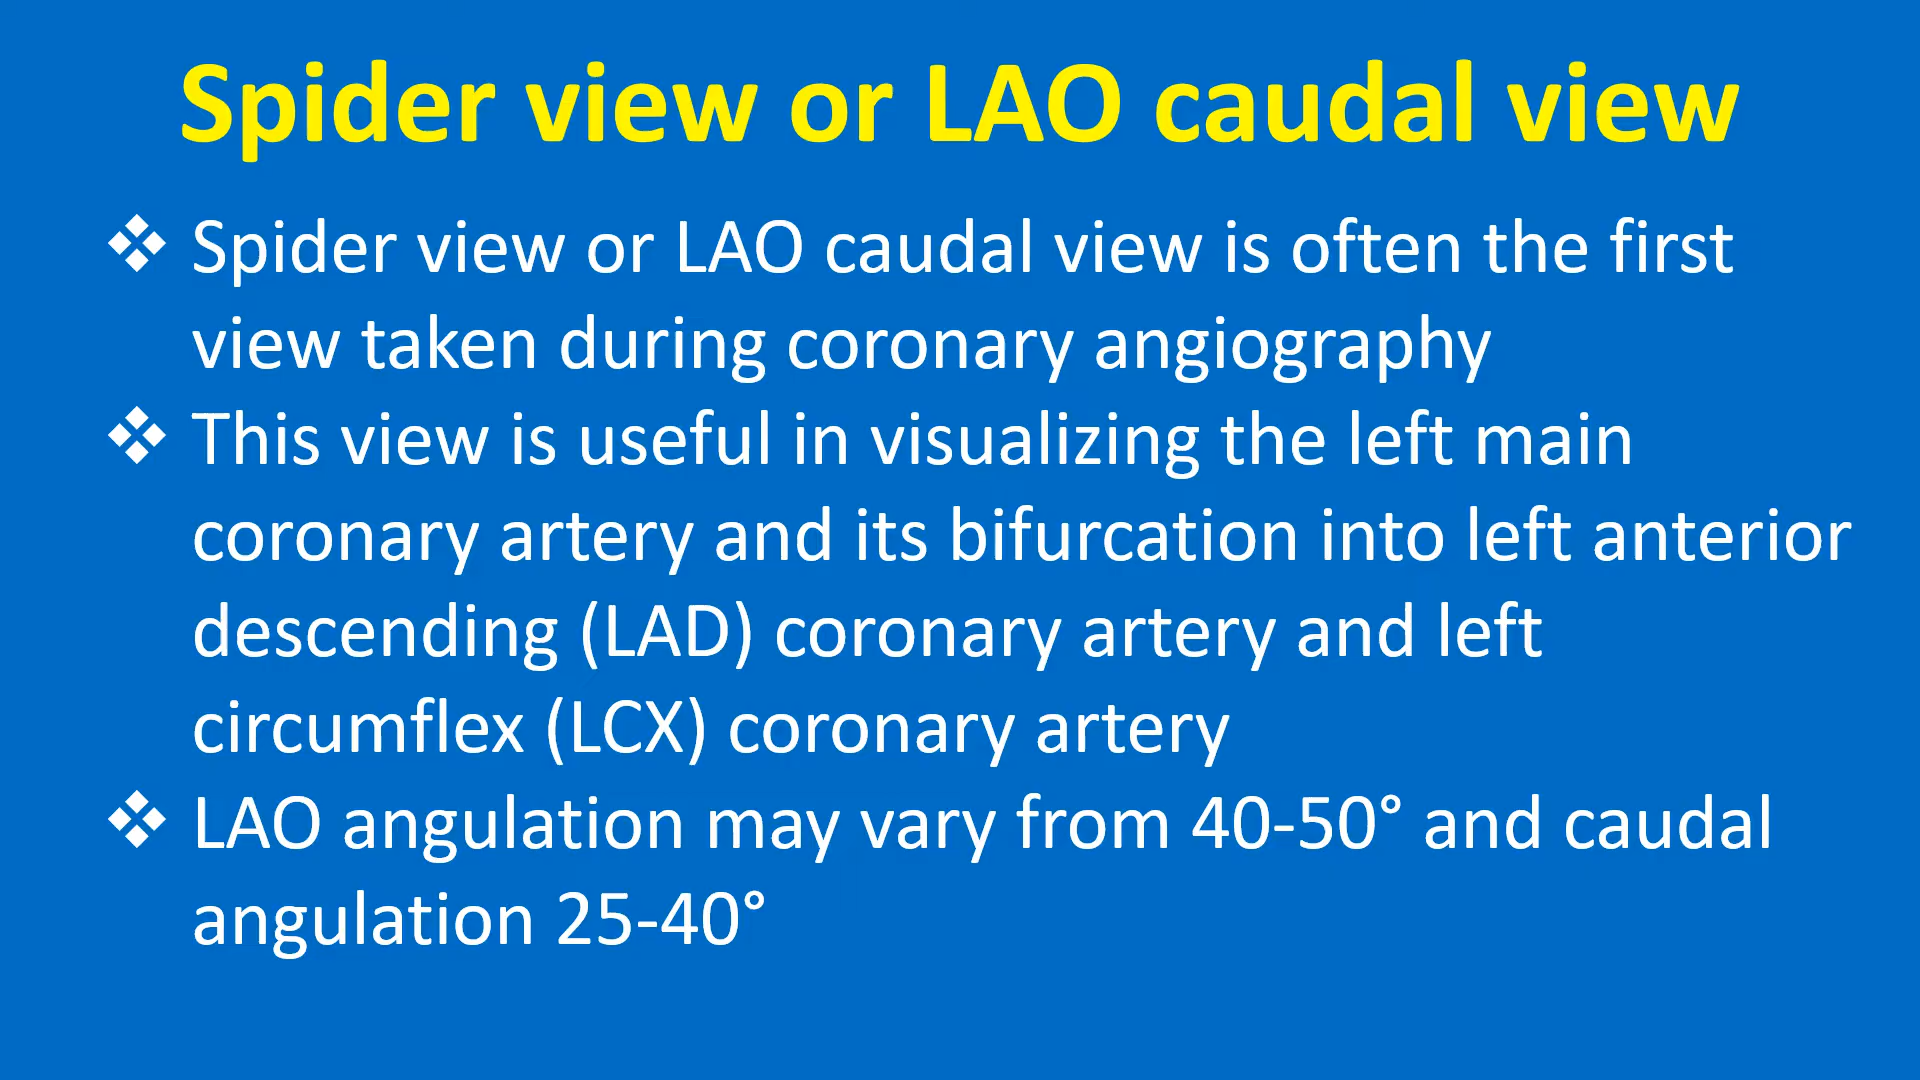 Spider view or LAO caudal view
❖ Spider view or LAO caudal view is often the first
view taken during coronary angiography
❖ This view is useful in visualizing the left main
coronary artery and its bifurcation into left anterior
descending (LAD) coronary artery and left
circumflex (LCX) coronary artery
❖ LAO angulation may vary from 40-50° and caudal
angulation 25-40°